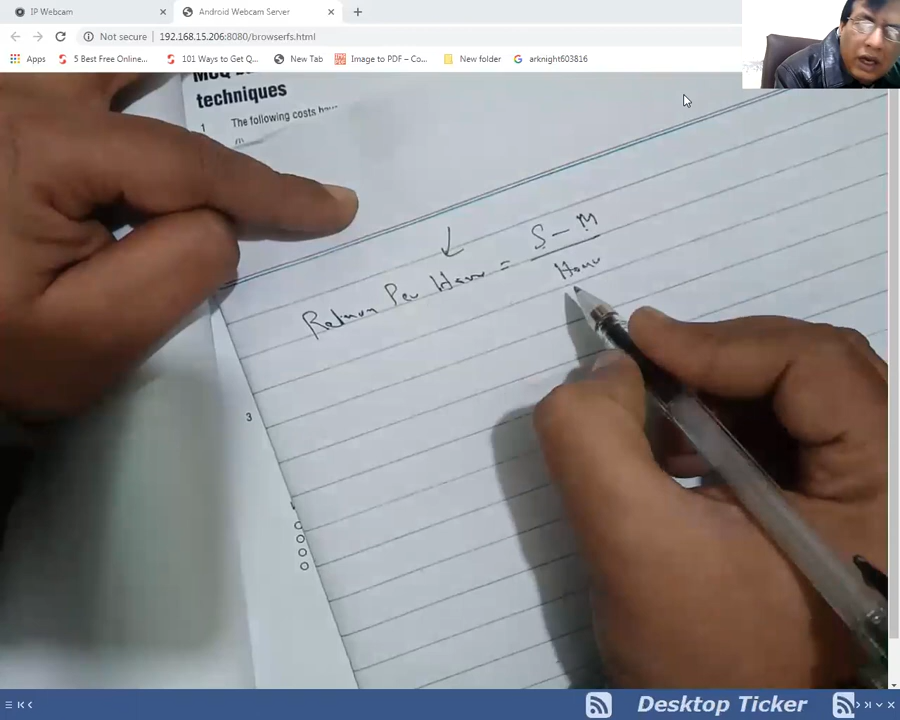 IP Webcam
Android Webcam Server
Not secure | 192.168.15.206:8080/browserfs.html
Apps
5 Best Free Onlin...
101 Ways to Get Q...
New Tab
Image to PDF – Co...
New folder
arknight603816
techniques
1 The following costs
Return Per Hour = S – M
Hour
3
Desktop Ticker